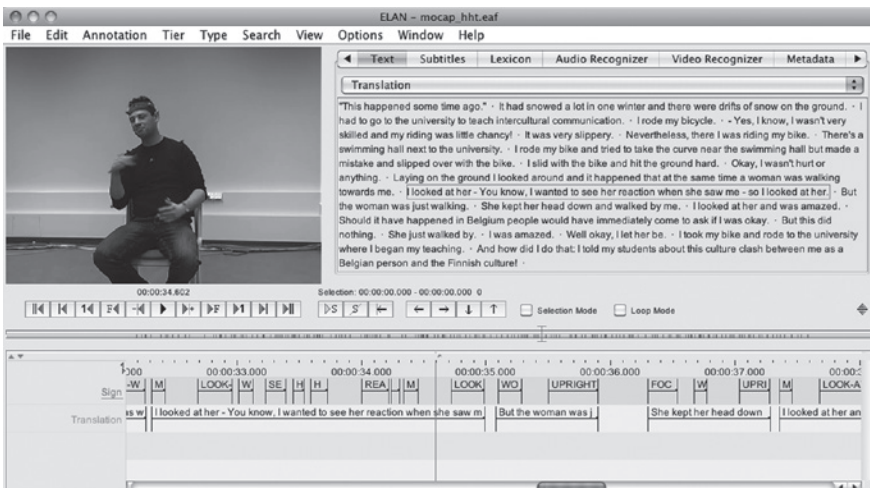 ELAN – mocap_hht.eaf
File Edit Annotation Tier Type Search View Options Window Help
Text Subtitles Lexicon Audio Recognizer Video Recognizer Metadata
Translation
"This happened some time ago." · It had snowed a lot in one winter and there were drifts of snow on the ground. · I
had to go to the university to teach intercultural communication. · I rode my bicycle. · - Yes, I know, I wasn't very
skilled and my riding was little chancy! · It was very slippery. · Nevertheless, there I was riding my bike. · There's a
swimming hall next to the university. · I rode my bike and tried to take the curve near the swimming hall but made a
mistake and slipped over with the bike. · I slid with the bike and hit the ground hard. · Okay, I wasn't hurt or
anything. · Laying on the ground I looked around and it happened that at the same time a woman was walking
towards me. · I looked at her - You know, I wanted to see her reaction when she saw me - so I looked at her. · But
the woman was just walking. · She kept her head down and walked by me. · I looked at her and was amazed. ·
Should it have happened in Belgium people would have immediately come to ask if I was okay. · But this did
nothing. · She just walked by. · I was amazed. · Well okay, I let her be. · I took my bike and rode to the university
where I began my teaching. · And how did I do that: I told my students about this culture clash between me as a
Belgian person and the Finnish culture! ·
00:00:34.602
Selection: 00:00:00.000 - 00:00:00.000 0
Selection Mode Loop Mode
000 00:00:33.000 00:00:34.000 00:00:35.000 00:00:36.000 00:00:37.000 00:00:3
Sign -W M LOOK- W SE H H REA M LOOK WO UPRIGHT FOC W UPRI M LOOK-A
Translation as w I looked at her - You know, I wanted to see her reaction when she saw m But the woman was j She kept her head down I looked at her an